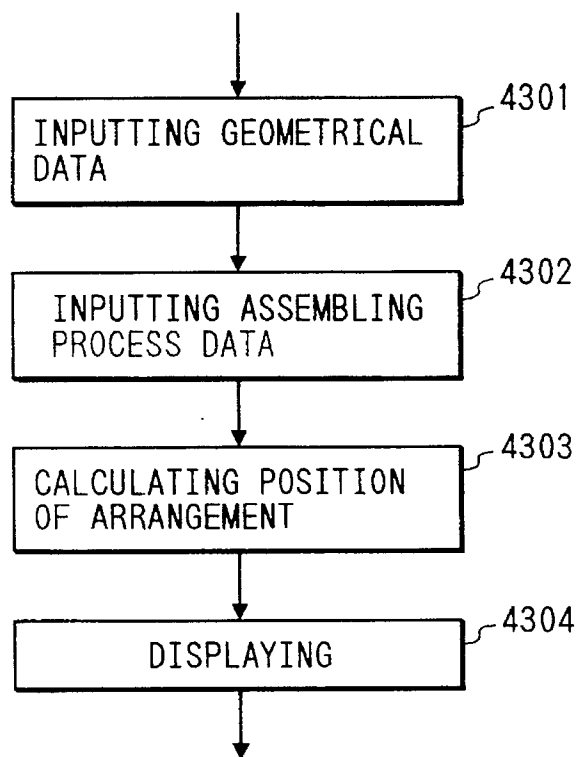 4301
INPUTTING GEOMETRICAL
DATA
4302
INPUTTING ASSEMBLING
PROCESS DATA
4303
CALCULATING POSITION
OF ARRANGEMENT
4304
DISPLAYING